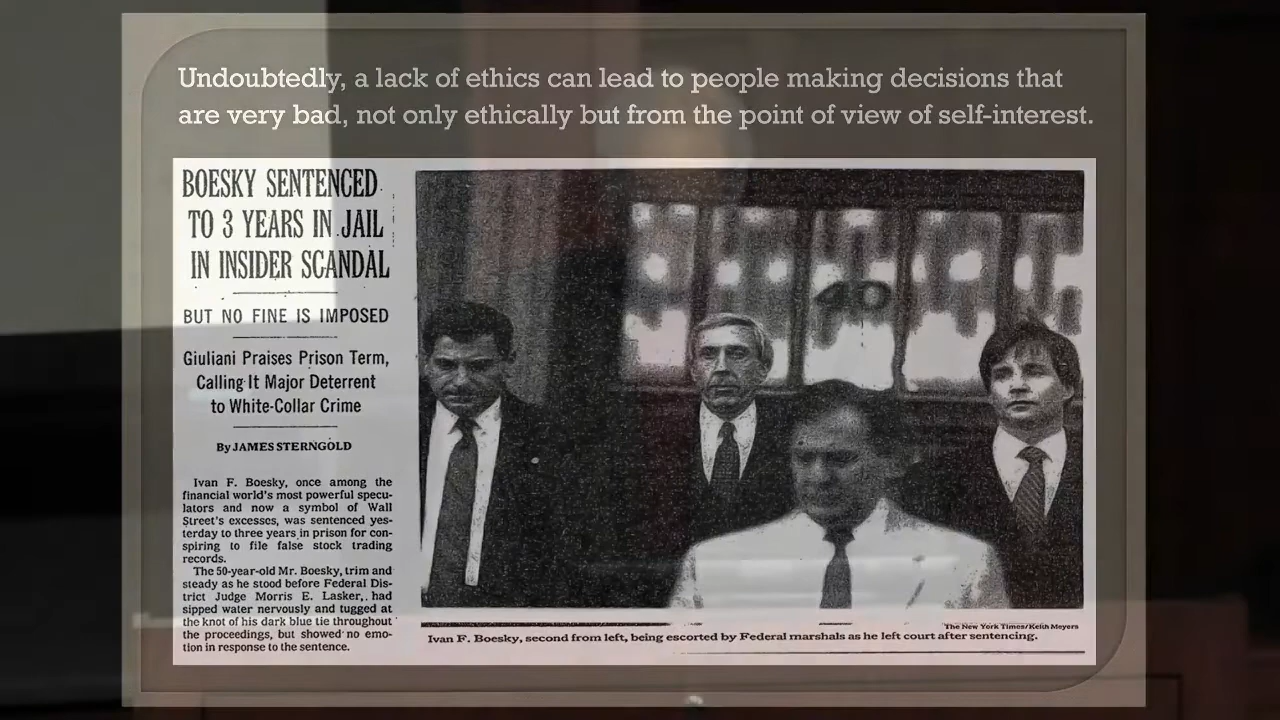 Undoubtedly, a lack of ethics can lead to people making decisions that
are very bad, not only ethically but from the point of view of self-interest.
BOESKY SENTENCED
TO 3 YEARS IN JAIL
IN INSIDER SCANDAL
BUT NO FINE IS IMPOSED
Giuliani Praises Prison Term,
Calling It Major Deterrent
to White-Collar Crime
By JAMES STERNGOLD
Ivan F. Boesky, once among the
financial world's most powerful specu-
lators and now a symbol of Wall
Street's excesses, was sentenced yes-
terday to three years in prison for con-
spiring to file false stock trading
records.
The 50-year-old Mr. Boesky, trim and
steady as he stood before Federal Dis-
trict Judge Morris E. Lasker, had
sipped water nervously and tugged at
the knot of his dark blue tie throughout
the proceedings, but showed no emo-
tion in response to the sentence.
40
The New York Times/Keith Meyers
Ivan F. Boesky, second from left, being escorted by Federal marshals as he left court after sentencing.